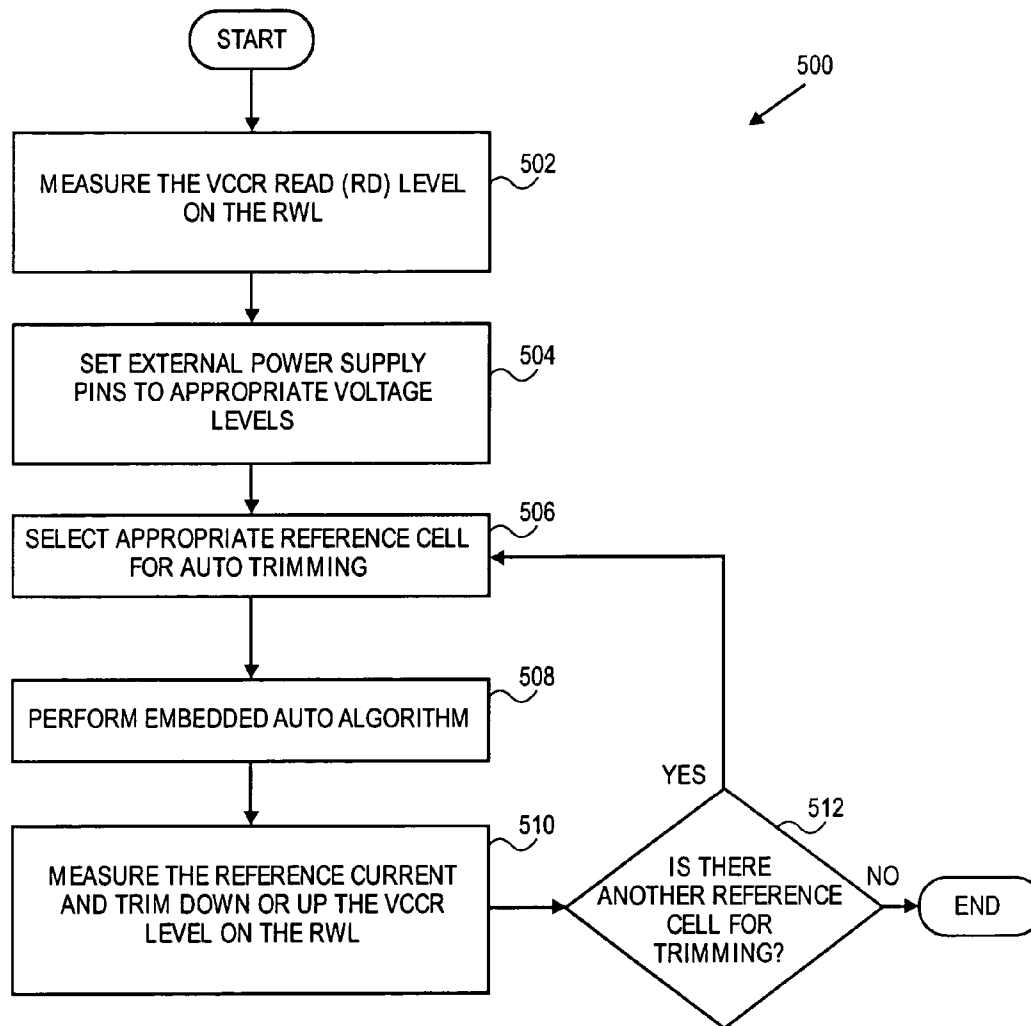 START
500
502
MEASURE THE VCCR READ (RD) LEVEL
ON THE RWL
504
SET EXTERNAL POWER SUPPLY
PINS TO APPROPRIATE VOLTAGE
LEVELS
506
SELECT APPROPRIATE REFERENCE CELL
FOR AUTO TRIMMING
508
PERFORM EMBEDDED AUTO ALGORITHM
510
MEASURE THE REFERENCE CURRENT
AND TRIM DOWN OR UP THE VCCR
LEVEL ON THE RWL
YES
512
IS THERE
ANOTHER REFERENCE
CELL FOR
TRIMMING?
NO
END